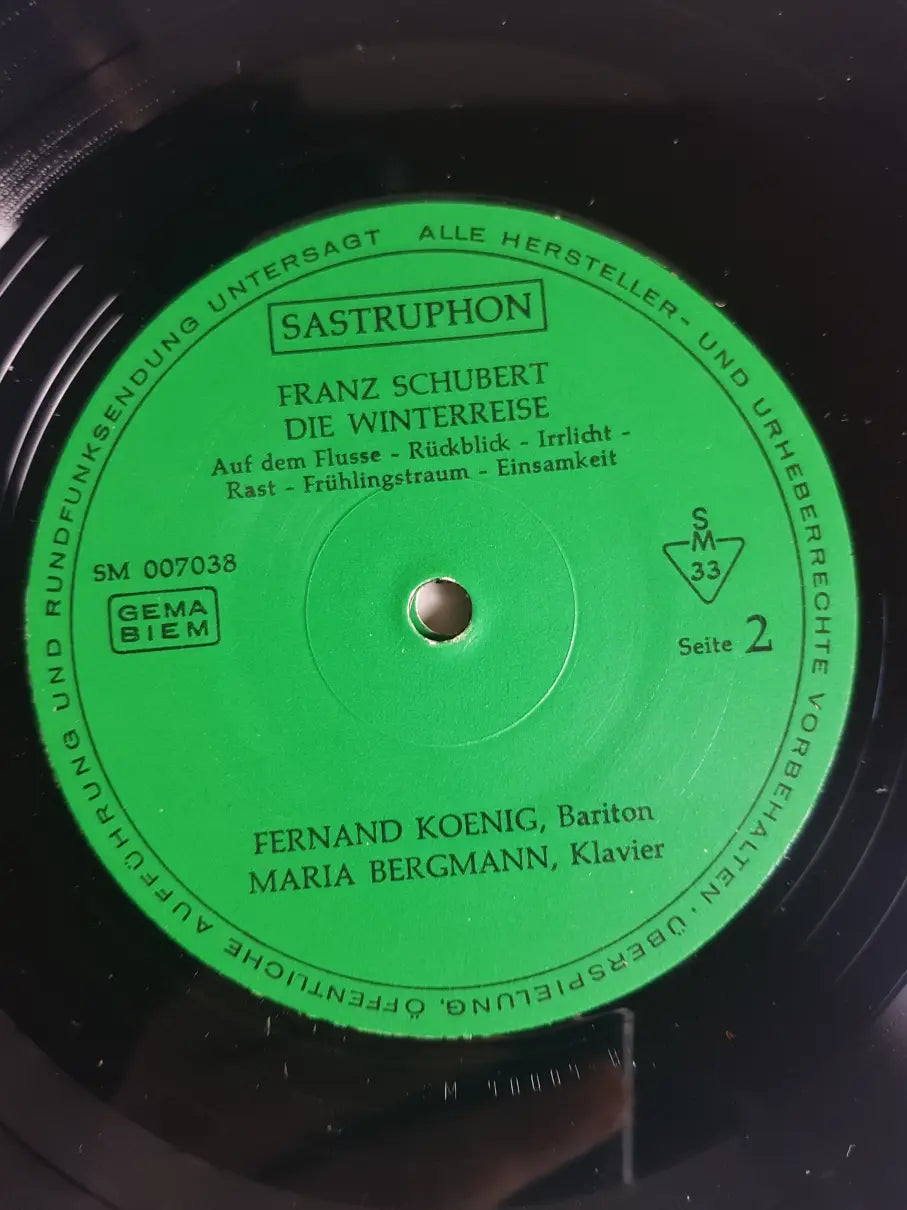 ALLE HERSTELLER- UND URHEBERRECHTE VORBEHALTEN · ÜBERSPIELUNG, ÖFFENTLICHE AUFFÜHRUNG UND RUNDFUNKSENDUNG UNTERSAGT
SASTRUPHON
FRANZ SCHUBERT
DIE WINTERREISE
Auf dem Flusse - Rückblick - Irrlicht -
Rast - Frühlingstraum - Einsamkeit
SM 007038
GEMA
BIEM
S
M
33
Seite 2
FERNAND KOENIG, Bariton
MARIA BERGMANN, Klavier